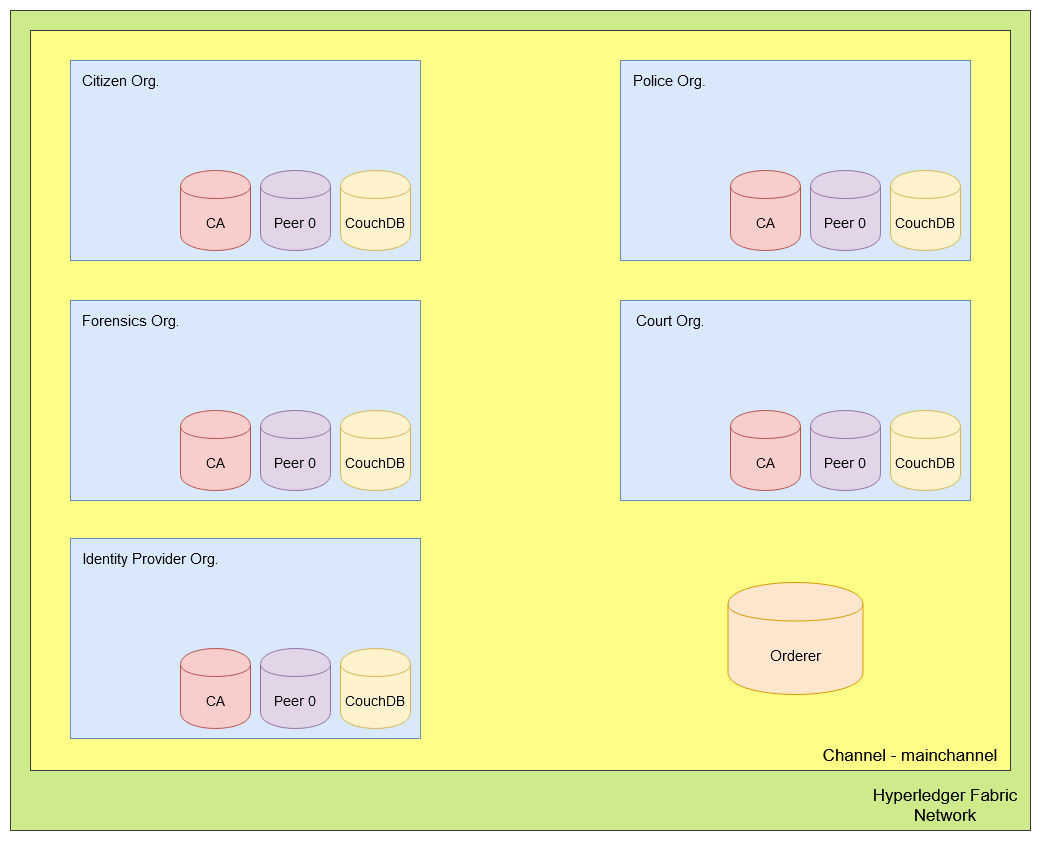 Citizen Org.
CA
Peer 0
CouchDB
Police Org.
CA
Peer 0
CouchDB
Forensics Org.
CA
Peer 0
CouchDB
Court Org.
CA
Peer 0
CouchDB
Identity Provider Org.
CA
Peer 0
CouchDB
Orderer
Channel - mainchannel
Hyperledger Fabric
Network